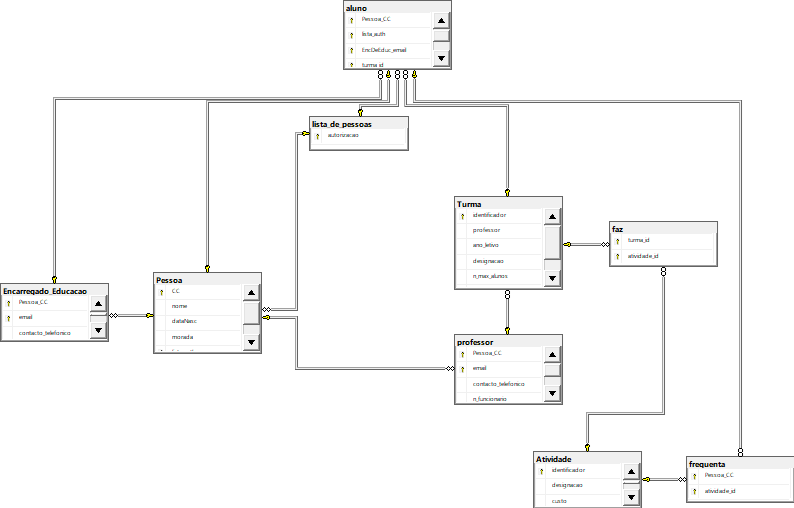 aluno
Pessoa_CC
lista_auth
EncDeEduc_email
turma_id
lista_de_pessoas
autorizacao
Turma
identificador
professor
ano_letivo
designacao
n_max_alunos
faz
turma_id
atividade_id
Encarregado_Educacao
Pessoa_CC
email
contacto_telefonico
Pessoa
CC
nome
dataNasc
morada
professor
Pessoa_CC
email
contacto_telefonico
n_funcionario
Atividade
identificador
designacao
custo
frequenta
Pessoa_CC
atividade_id